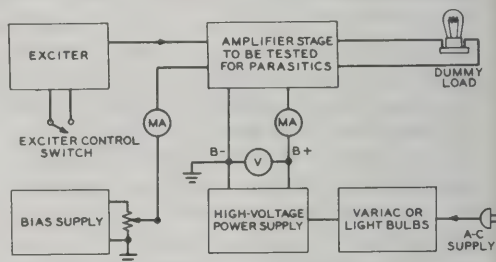 EXCITER
AMPLIFIER STAGE
TO BE TESTED
FOR PARASITICS
DUMMY
LOAD
EXCITER CONTROL
SWITCH
MA
MA
B-
V
B+
BIAS SUPPLY
HIGH-VOLTAGE
POWER SUPPLY
VARIAC OR
LIGHT BULBS
A-C
SUPPLY